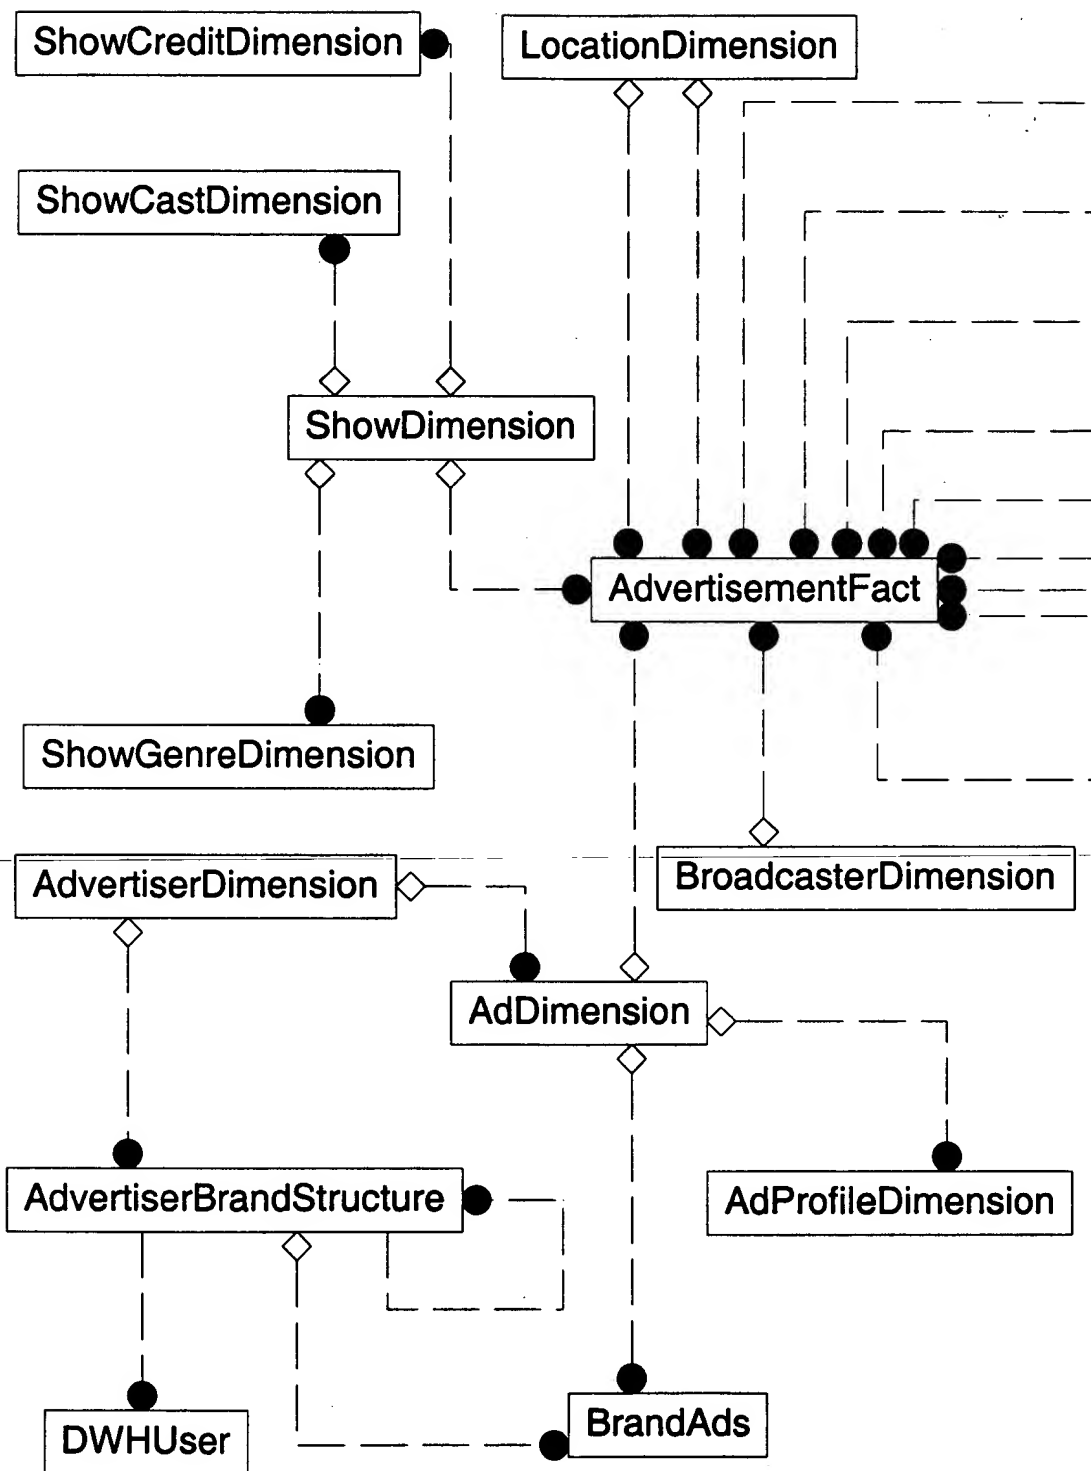 ShowCreditDimension
LocationDimension
ShowCastDimension
ShowDimension
AdvertisementFact
ShowGenreDimension
AdvertiserDimension
BroadcasterDimension
AdDimension
AdvertiserBrandStructure
AdProfileDimension
BrandAds
DWHUser